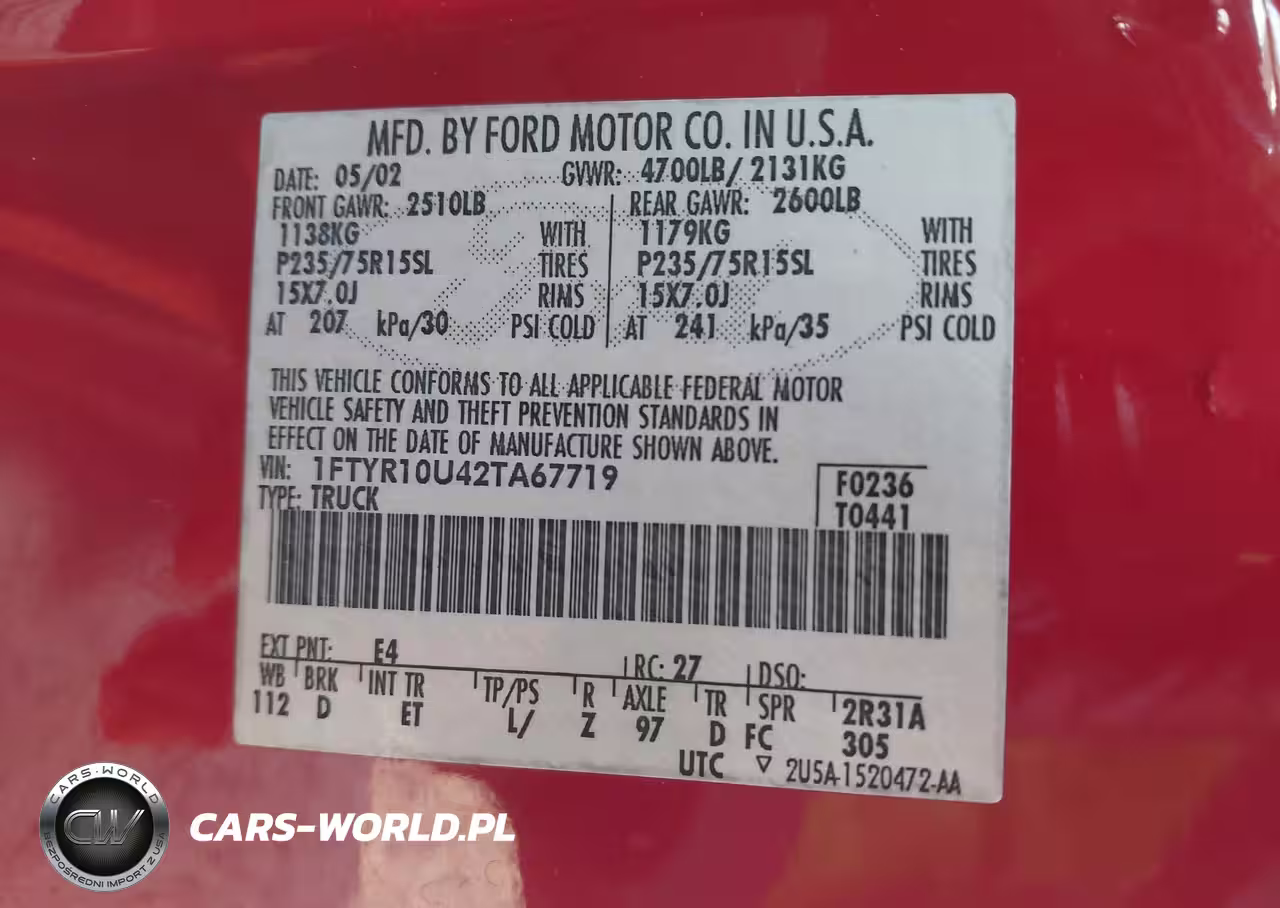 MFD. BY FORD MOTOR CO. IN U.S.A.
DATE: 05/02 GVWR: 4700LB/ 2131KG
FRONT GAWR: 2510LB REAR GAWR: 2600LB
1138KG WITH 1179KG WITH
P235/75R15SL TIRES P235/75R15SL TIRES
15X7.0J RIMS 15X7.0J RIMS
AT 207 kPa/30 PSI COLD AT 241 kPa/35 PSI COLD
THIS VEHICLE CONFORMS TO ALL APPLICABLE FEDERAL MOTOR
VEHICLE SAFETY AND THEFT PREVENTION STANDARDS IN
EFFECT ON THE DATE OF MANUFACTURE SHOWN ABOVE.
VIN: 1FTYR10U42TA67719
TYPE: TRUCK
F0236
T0441
EXT PNT: E4 RC: 27 DSO:
WB BRK INT TR TP/PS R AXLE TR SPR 2R31A
112 D ET L/ Z 97 D FC 305
UTC ▽ 2U5A-1520472-AA
CARS-WORLD
CW
BEZPOŚREDNI IMPORT Z USA
CARS-WORLD.PL